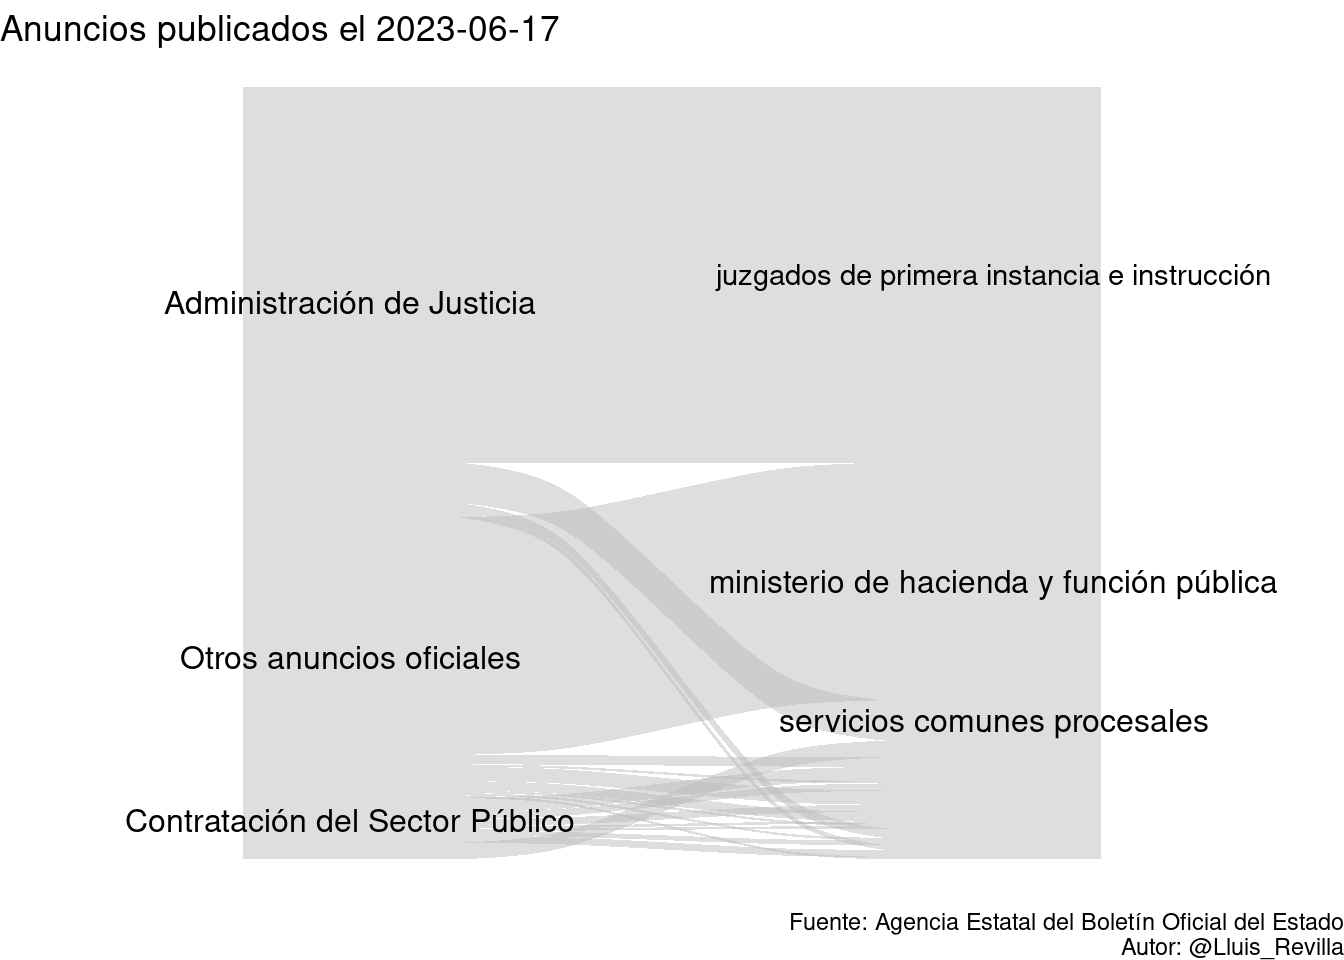 Anuncios publicados el 2023-06-17
juzgados de primera instancia e instrucción
Administración de Justicia
ministerio de hacienda y función pública
Otros anuncios oficiales
servicios comunes procesales
Contratación del Sector Público
Fuente: Agencia Estatal del Boletín Oficial del Estado
Autor: @Lluis_Revilla